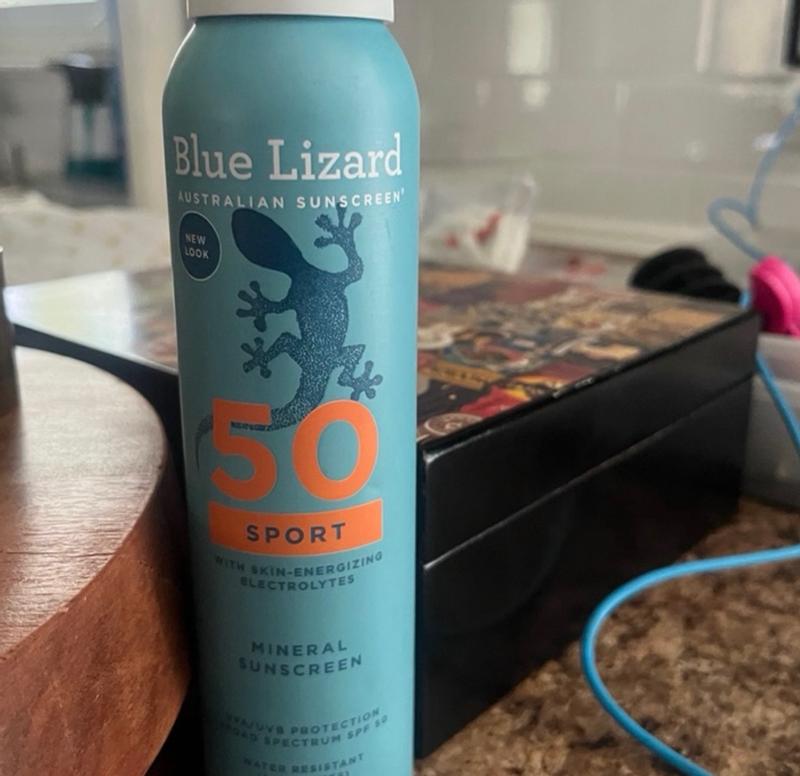 Blue Lizard
AUSTRALIAN SUNSCREEN®
NEW
LOOK
50
SPORT
WITH SKIN-ENERGIZING
ELECTROLYTES
MINERAL
SUNSCREEN
UVA/UVB PROTECTION
BROAD SPECTRUM SPF 50
WATER RESISTANT